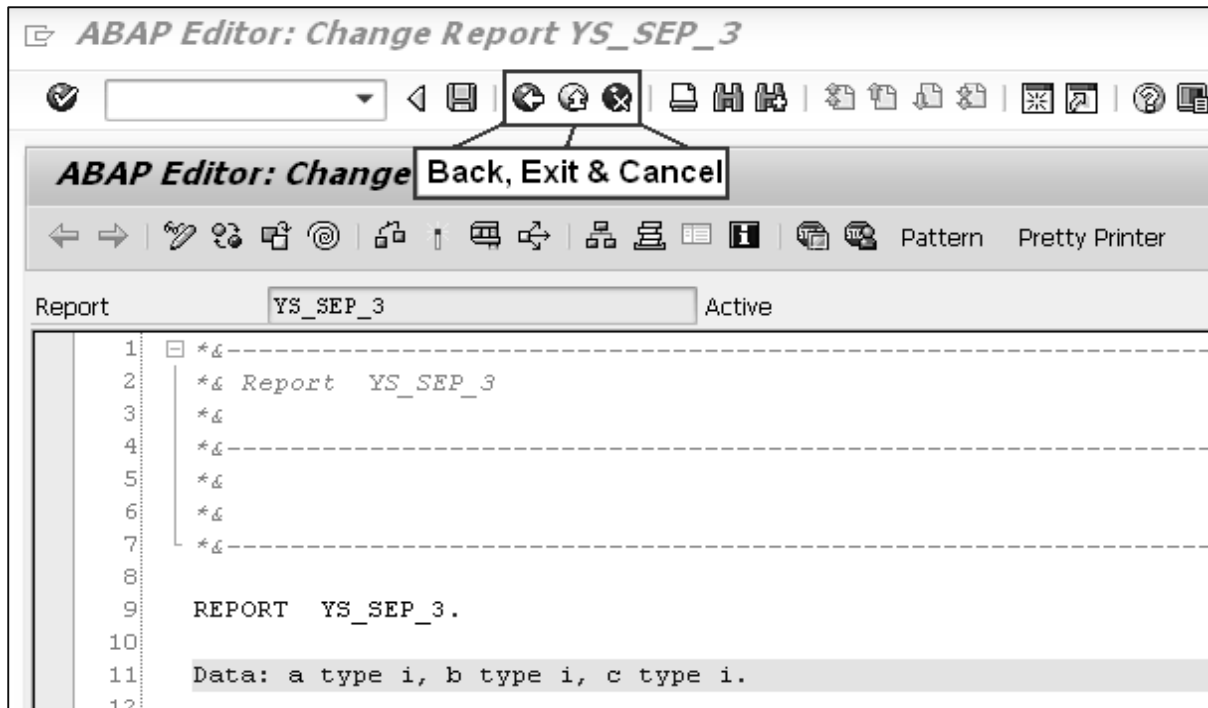 ABAP Editor: Change Report YS_SEP_3
ABAP Editor: Change
Back, Exit & Cancel
Pattern Pretty Printer
Report YS_SEP_3 Active
1 *&---------------------------------------------------------------
2 *& Report YS_SEP_3
3 *&
4 *&---------------------------------------------------------------
5 *&
6 *&
7 *&---------------------------------------------------------------
8
9 REPORT YS_SEP_3.
10
11 Data: a type i, b type i, c type i.
12